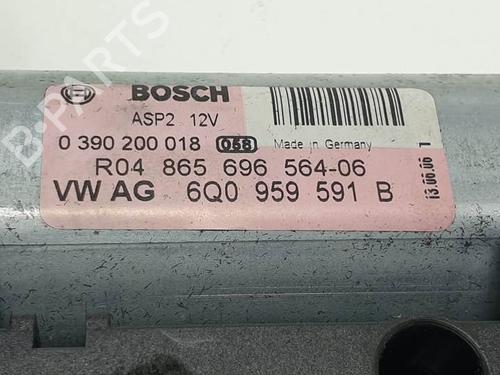 BOSCH
ASP2 12V
0 390 200 018 058 Made in Germany
R04 865 696 564-06
VW AG 6Q0 959 591 B
13.06.06 1
B-PARTS